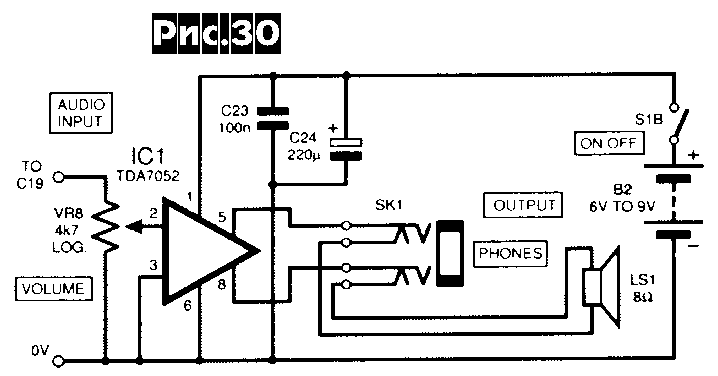 Рис.30
AUDIO
INPUT
TO
C19
IC1
TDA7052
C23
100n
C24
220µ
+
S1B
ON OFF
+
B2
6V TO 9V
−
VR8
4k7
LOG.
1
2
3
5
8
6
SK1
OUTPUT
PHONES
LS1
8Ω
VOLUME
0V